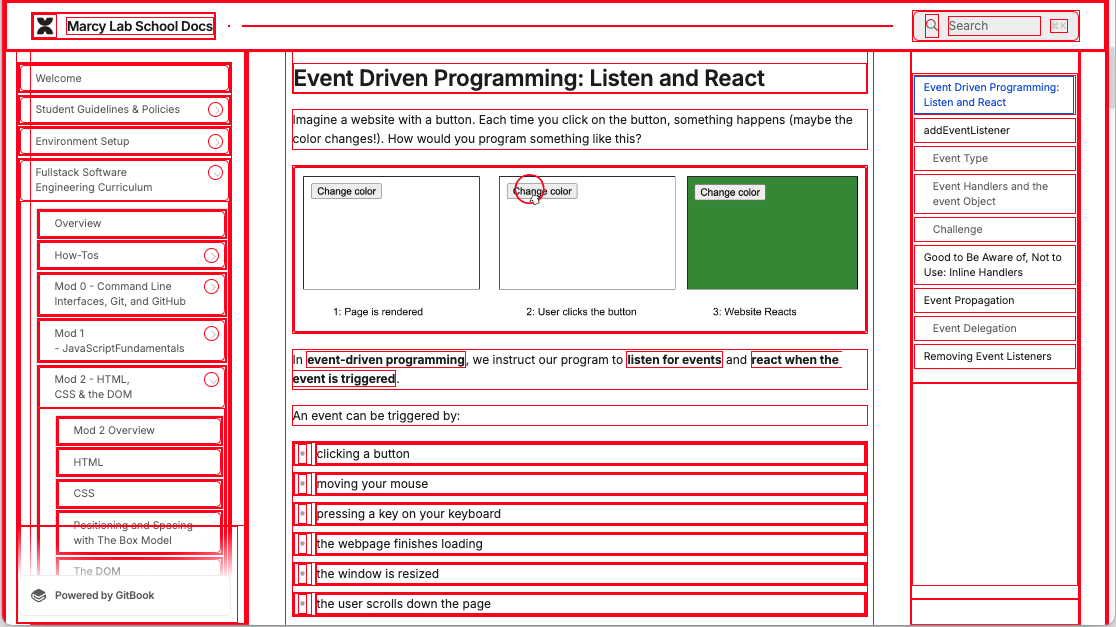 Marcy Lab School Docs
Search
⌘K
Welcome
Student Guidelines & Policies
Environment Setup
Fullstack Software
Engineering Curriculum
Overview
How-Tos
Mod 0 - Command Line
Interfaces, Git, and GitHub
Mod 1
- JavaScriptFundamentals
Mod 2 - HTML,
CSS & the DOM
Mod 2 Overview
HTML
CSS
Positioning and Spacing
with The Box Model
The DOM
Powered by GitBook
Event Driven Programming: Listen and React
Imagine a website with a button. Each time you click on the button, something happens (maybe the
color changes!). How would you program something like this?
Change color
Change color
Change color
1: Page is rendered
2: User clicks the button
3: Website Reacts
In event-driven programming, we instruct our program to listen for events and react when the
event is triggered.
An event can be triggered by:
clicking a button
moving your mouse
pressing a key on your keyboard
the webpage finishes loading
the window is resized
the user scrolls down the page
Event Driven Programming:
Listen and React
addEventListener
Event Type
Event Handlers and the
event Object
Challenge
Good to Be Aware of, Not to
Use: Inline Handlers
Event Propagation
Event Delegation
Removing Event Listeners